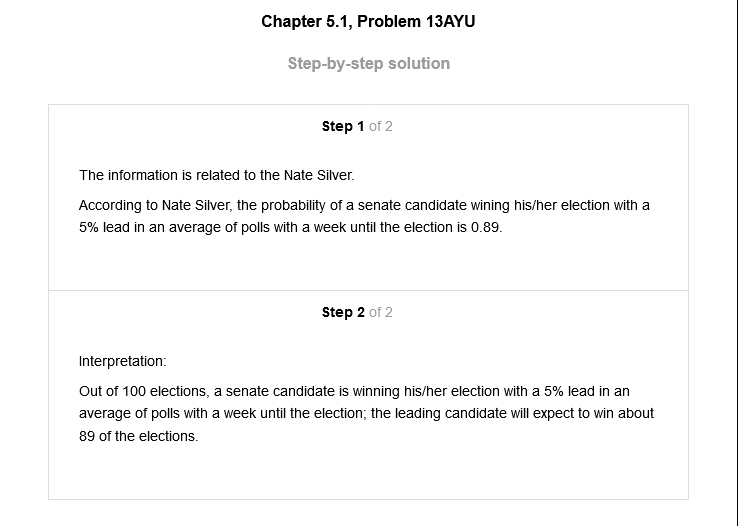 Chapter 5.1, Problem 13AYU
Step-by-step solution
Step 1 of 2
The information is related to the Nate Silver.
According to Nate Silver, the probability of a senate candidate wining his/her election with a
5% lead in an average of polls with a week until the election is 0.89.
Step 2 of 2
Interpretation:
Out of 100 elections, a senate candidate is winning his/her election with a 5% lead in an
average of polls with a week until the election; the leading candidate will expect to win about
89 of the elections.